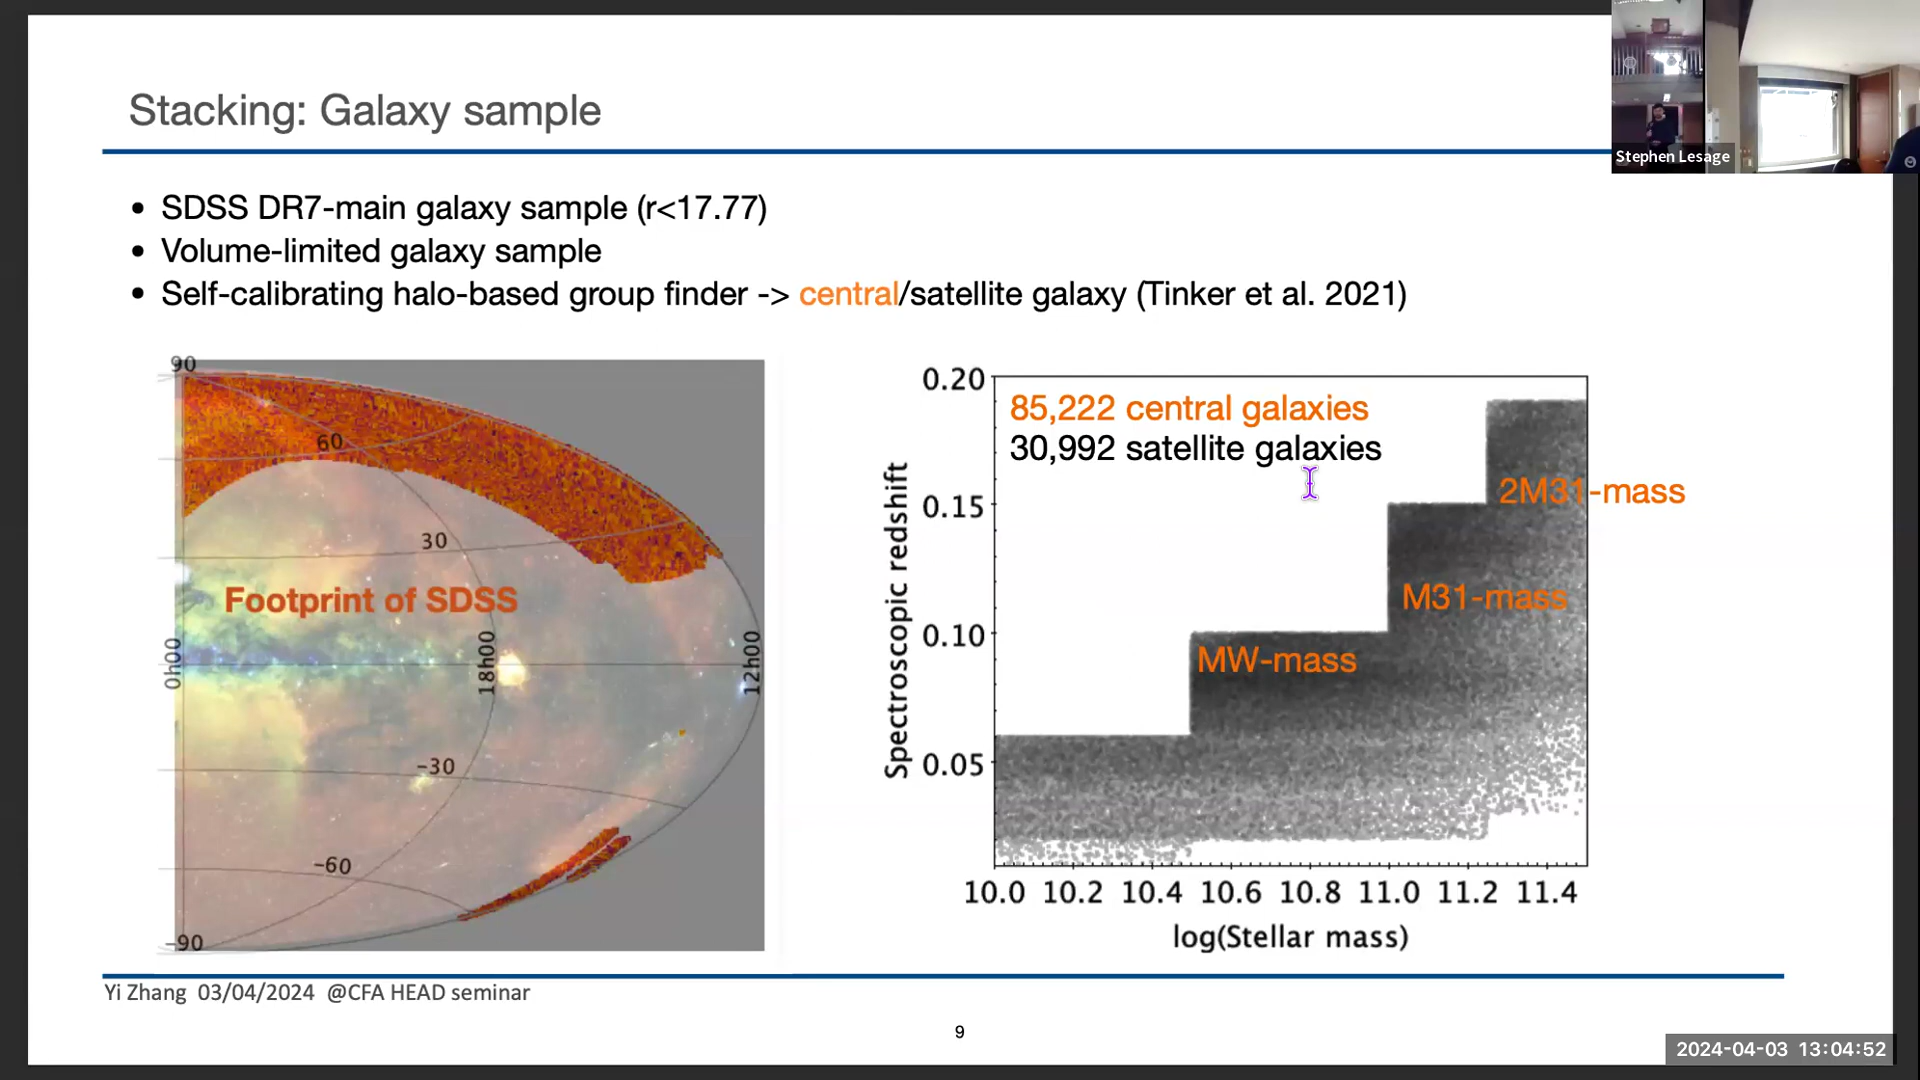 Stephen Lesage
Stacking: Galaxy sample
• SDSS DR7-main galaxy sample (r<17.77)
• Volume-limited galaxy sample
• Self-calibrating halo-based group finder -> central/satellite galaxy (Tinker et al. 2021)
90
60
30
Footprint of SDSS
0h00
18h00
12h00
-30
-60
-90
0.20
85,222 central galaxies
30,992 satellite galaxies
2M31-mass
0.15
M31-mass
0.10
MW-mass
0.05
Spectroscopic redshift
10.0 10.2 10.4 10.6 10.8 11.0 11.2 11.4
log(Stellar mass)
Yi Zhang 03/04/2024 @CFA HEAD seminar
9
2024-04-03 13:04:52